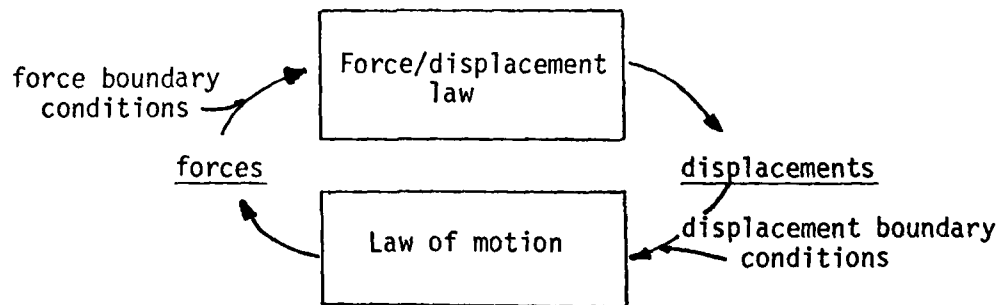 Force/displacement
law
force boundary
conditions
forces
displacements
Law of motion
displacement boundary
conditions